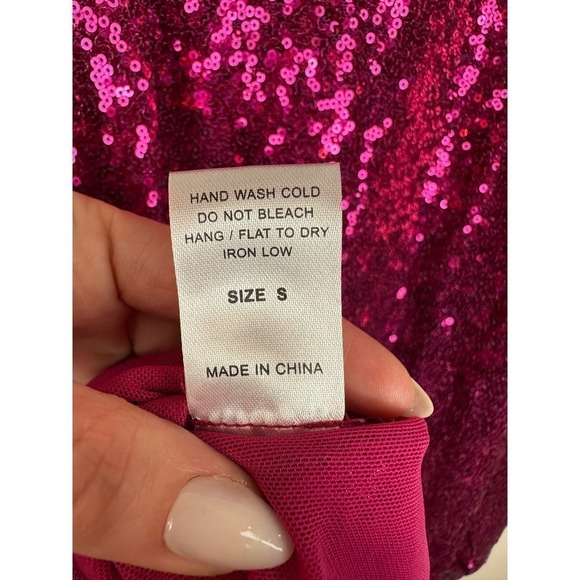 HAND WASH COLD
DO NOT BLEACH
HANG / FLAT TO DRY
IRON LOW
SIZE S
MADE IN CHINA